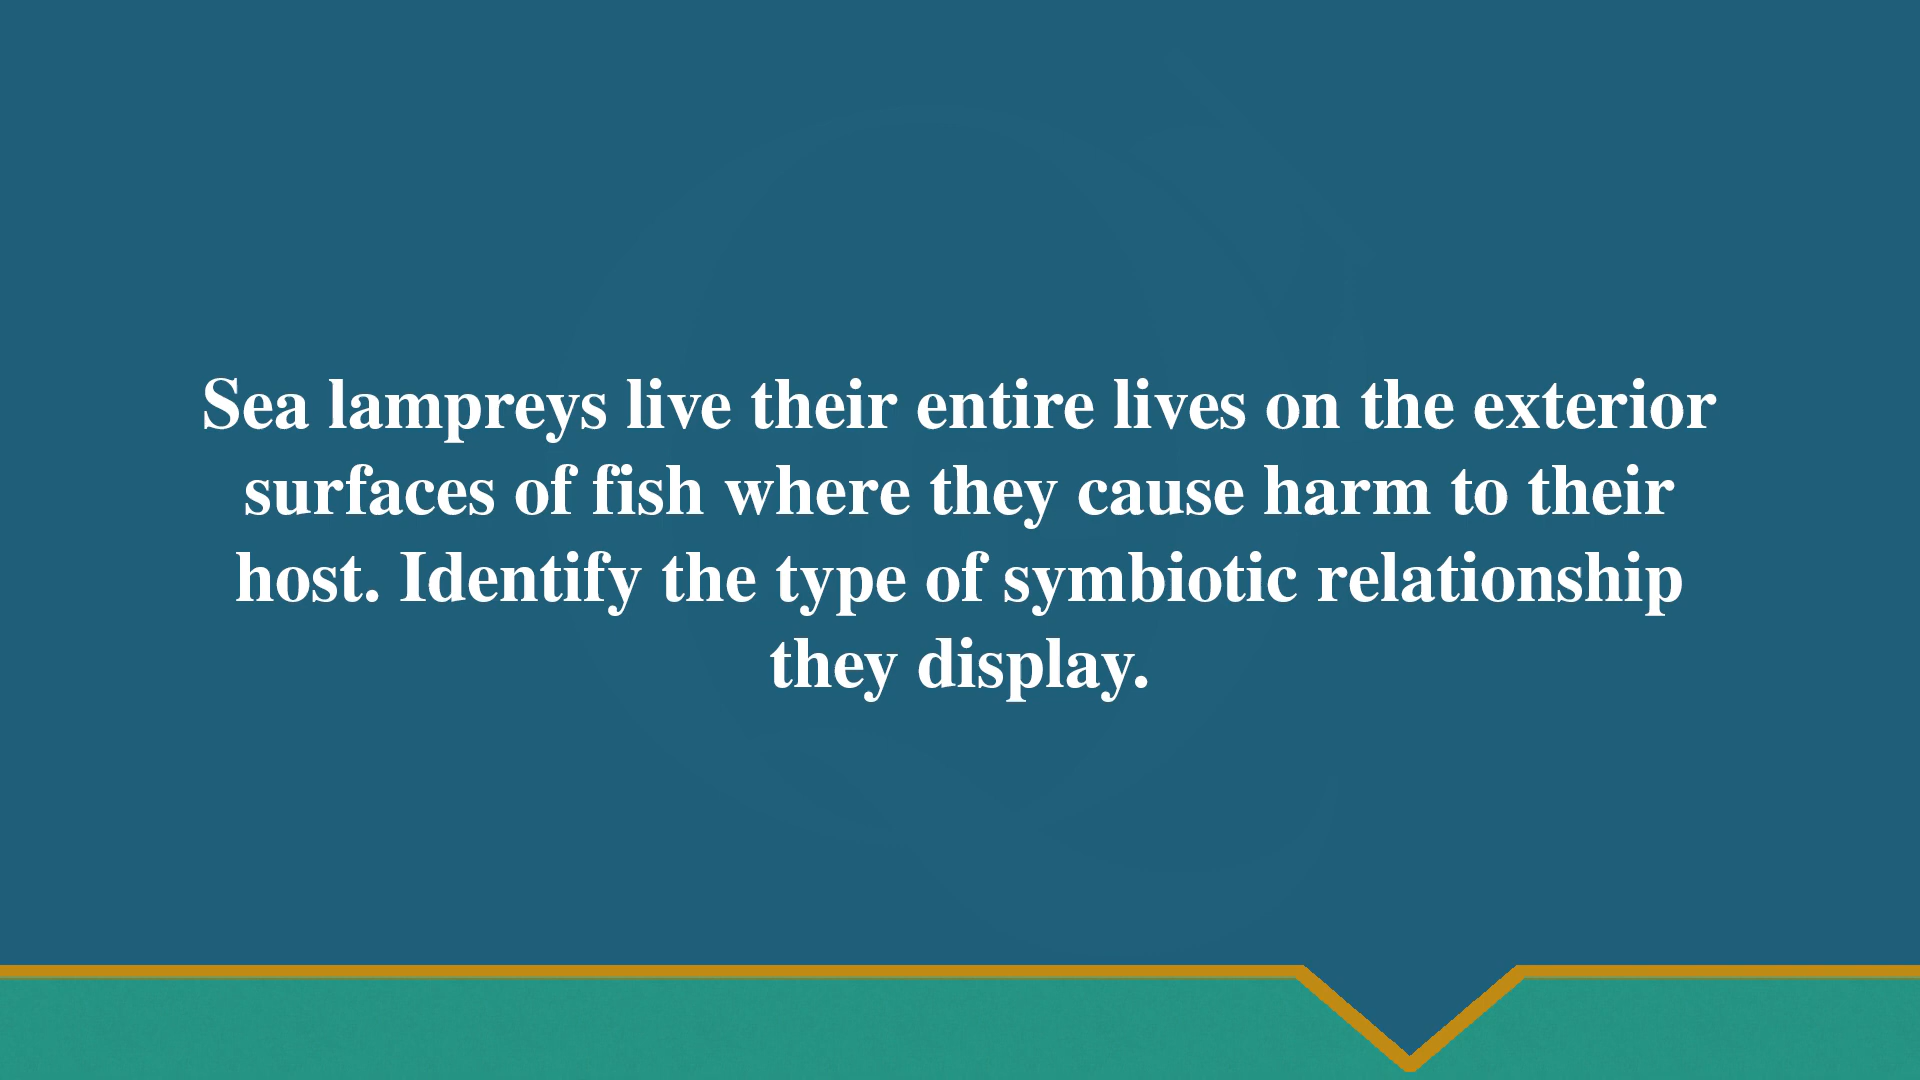 Sea lampreys live their entire lives on the exterior
surfaces of fish where they cause harm to their
host. Identify the type of symbiotic relationship
they display.